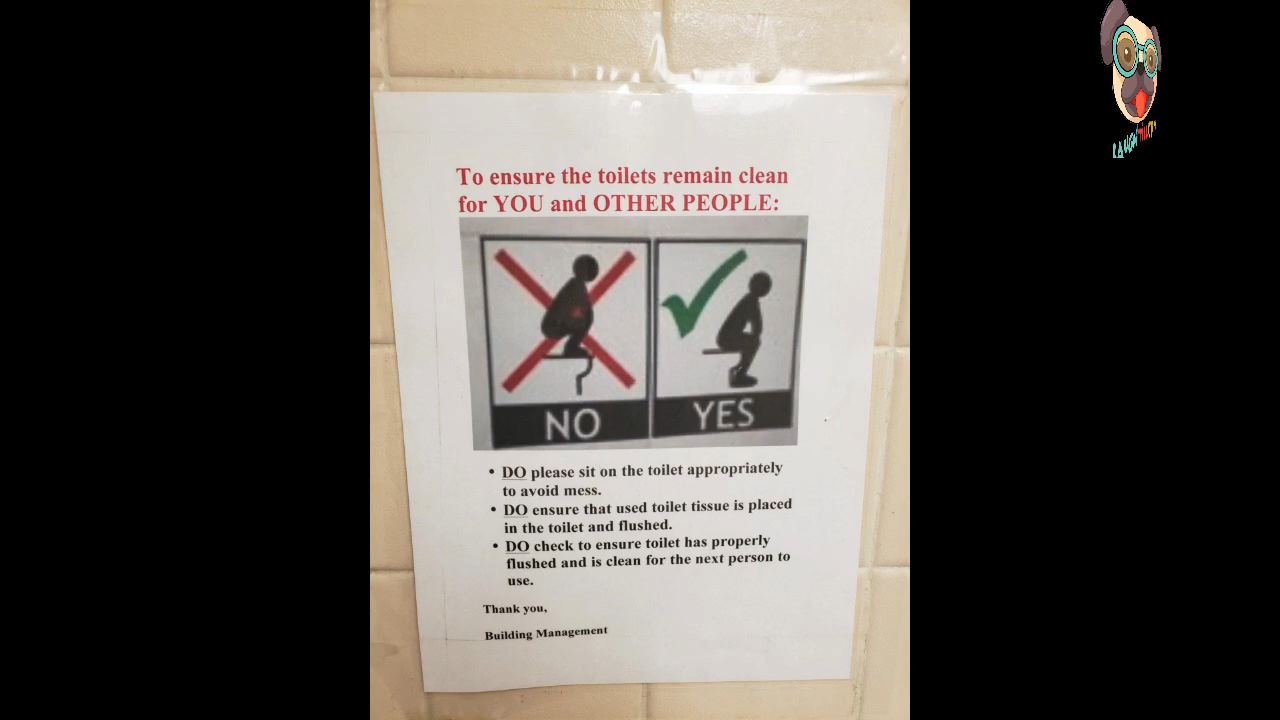 To ensure the toilets remain clean
for YOU and OTHER PEOPLE:
NO
YES
• DO please sit on the toilet appropriately
to avoid mess.
• DO ensure that used toilet tissue is placed
in the toilet and flushed.
• DO check to ensure toilet has properly
flushed and is clean for the next person to
use.
Thank you,
Building Management